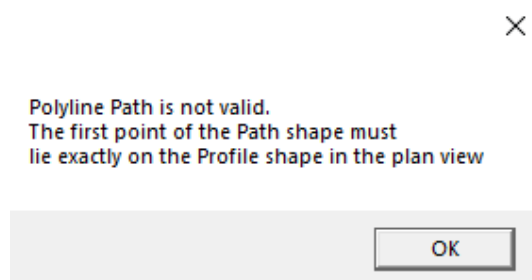 Polyline Path is not valid.
The first point of the Path shape must
lie exactly on the Profile shape in the plan view
OK